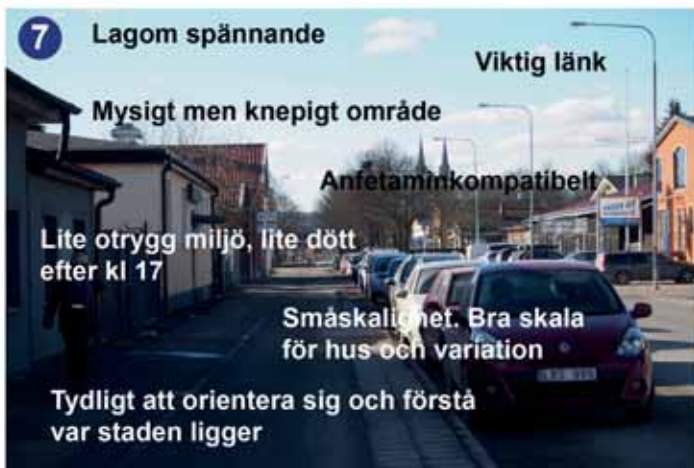 7
Lagom spännande
Viktig länk
Mysigt men knepigt område
Anfetaminkompatibelt
Lite otrygg miljö, lite dött
efter kl 17
Småskalighet. Bra skala
för hus och variation
Tydligt att orientera sig och förstå
var staden ligger